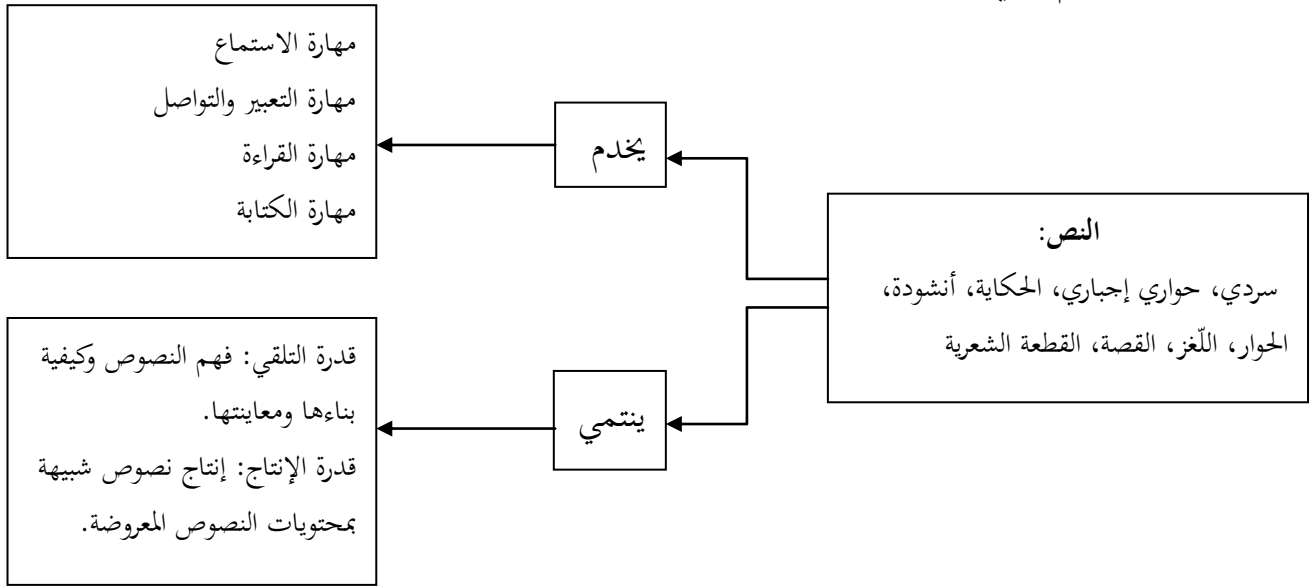 النص:
سردي، حواري إجباري، الحكاية، أنشودة،
الحوار، اللّغز، القصة، القطعة الشعرية
يخدم
مهارة الاستماع
مهارة التعبير والتواصل
مهارة القراءة
مهارة الكتابة
ينتمي
قدرة التلقي: فهم النصوص وكيفية
بناءها ومعاينتها.
قدرة الإنتاج: إنتاج نصوص شبيهة
بمحتويات النصوص المعروضة.